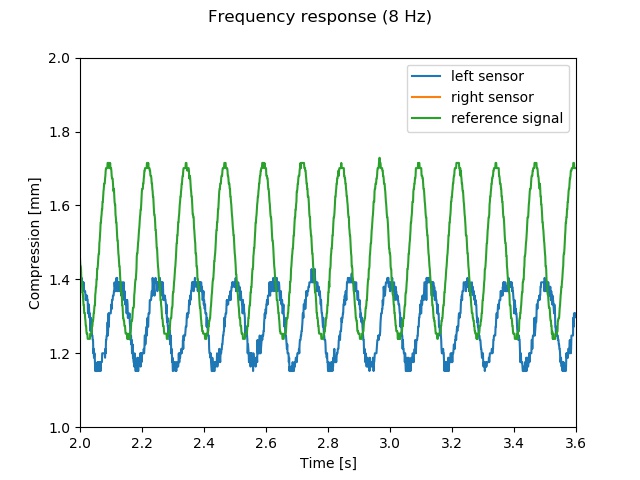 Frequency response (8 Hz)
left sensor
right sensor
reference signal
Compression [mm]
2.0
1.8
1.6
1.4
1.2
1.0
2.0 2.2 2.4 2.6 2.8 3.0 3.2 3.4 3.6
Time [s]